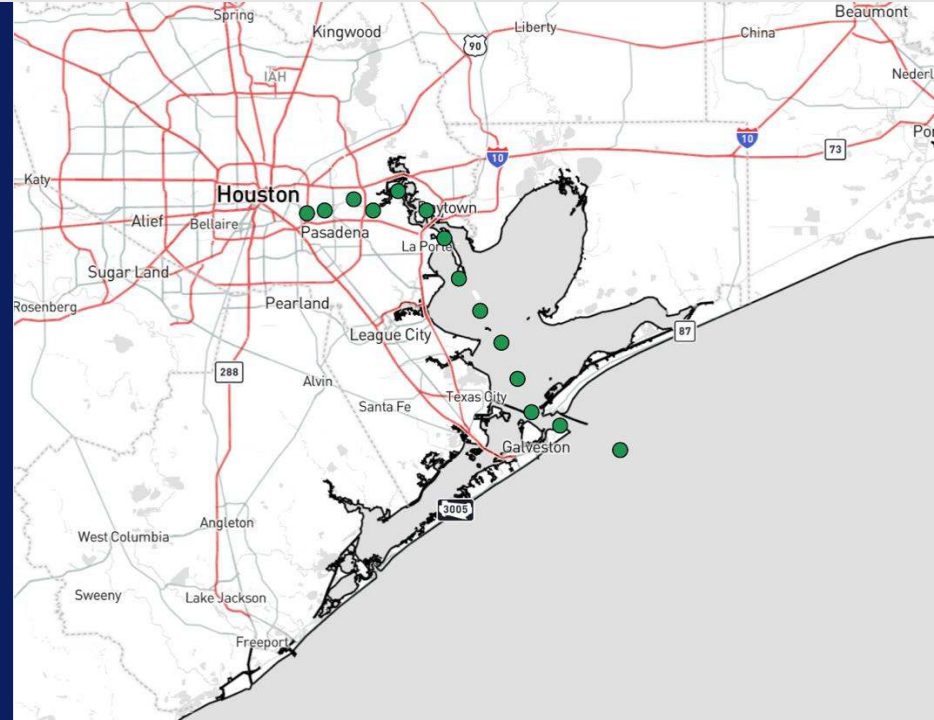 Spring
Kingwood
90
Liberty
China
Beaumont
IAH
Nederl
10
10
73
Por
Katy
Houston
ytown
Alief
Bellaire
Pasadena
La Porte
Sugar Land
Rosenberg
Pearland
League City
87
288
Alvin
Santa Fe
Texas City
Galveston
3005
Angleton
West Columbia
Sweeny
Lake Jackson
Freeport